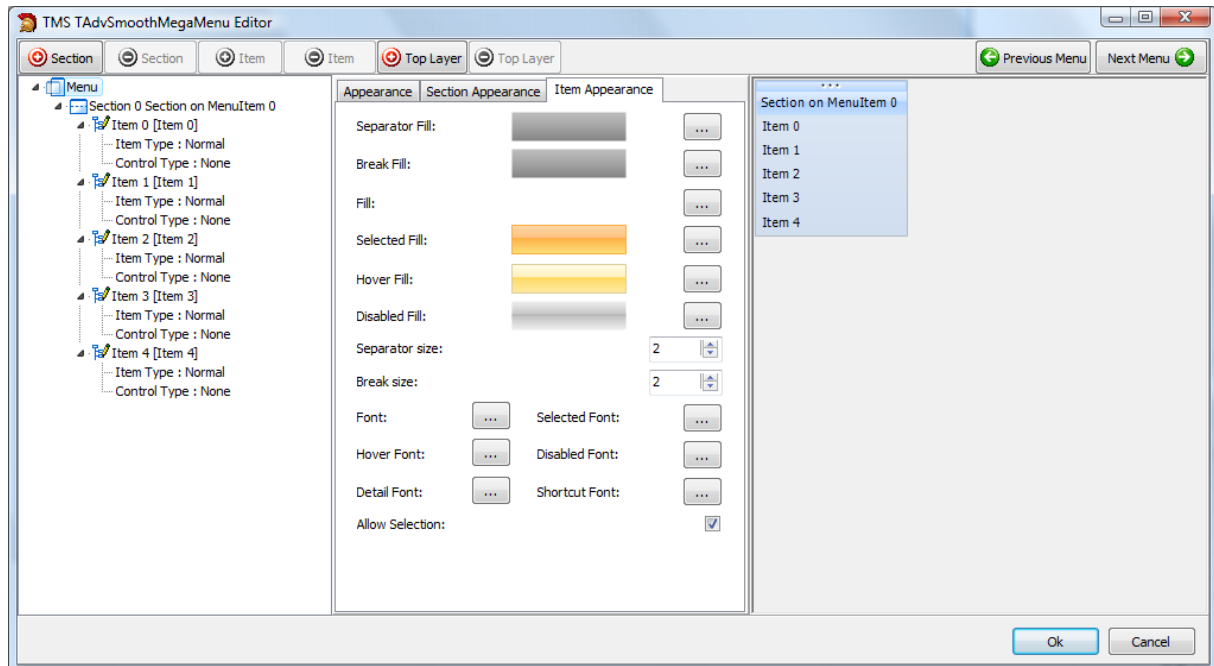 TMS TAdvSmoothMegaMenu Editor
Section
Section
Item
Item
Top Layer
Top Layer
Previous Menu
Next Menu
Menu
Section 0 Section on MenuItem 0
Item 0 [Item 0]
Item Type : Normal
Control Type : None
Item 1 [Item 1]
Item Type : Normal
Control Type : None
Item 2 [Item 2]
Item Type : Normal
Control Type : None
Item 3 [Item 3]
Item Type : Normal
Control Type : None
Item 4 [Item 4]
Item Type : Normal
Control Type : None
Appearance
Section Appearance
Item Appearance
Separator Fill:
...
Break Fill:
...
Fill:
...
Selected Fill:
...
Hover Fill:
...
Disabled Fill:
...
Separator size:
2
Break size:
2
Font:
...
Selected Font:
...
Hover Font:
...
Disabled Font:
...
Detail Font:
...
Shortcut Font:
...
Allow Selection:
Section on MenuItem 0
Item 0
Item 1
Item 2
Item 3
Item 4
Ok
Cancel